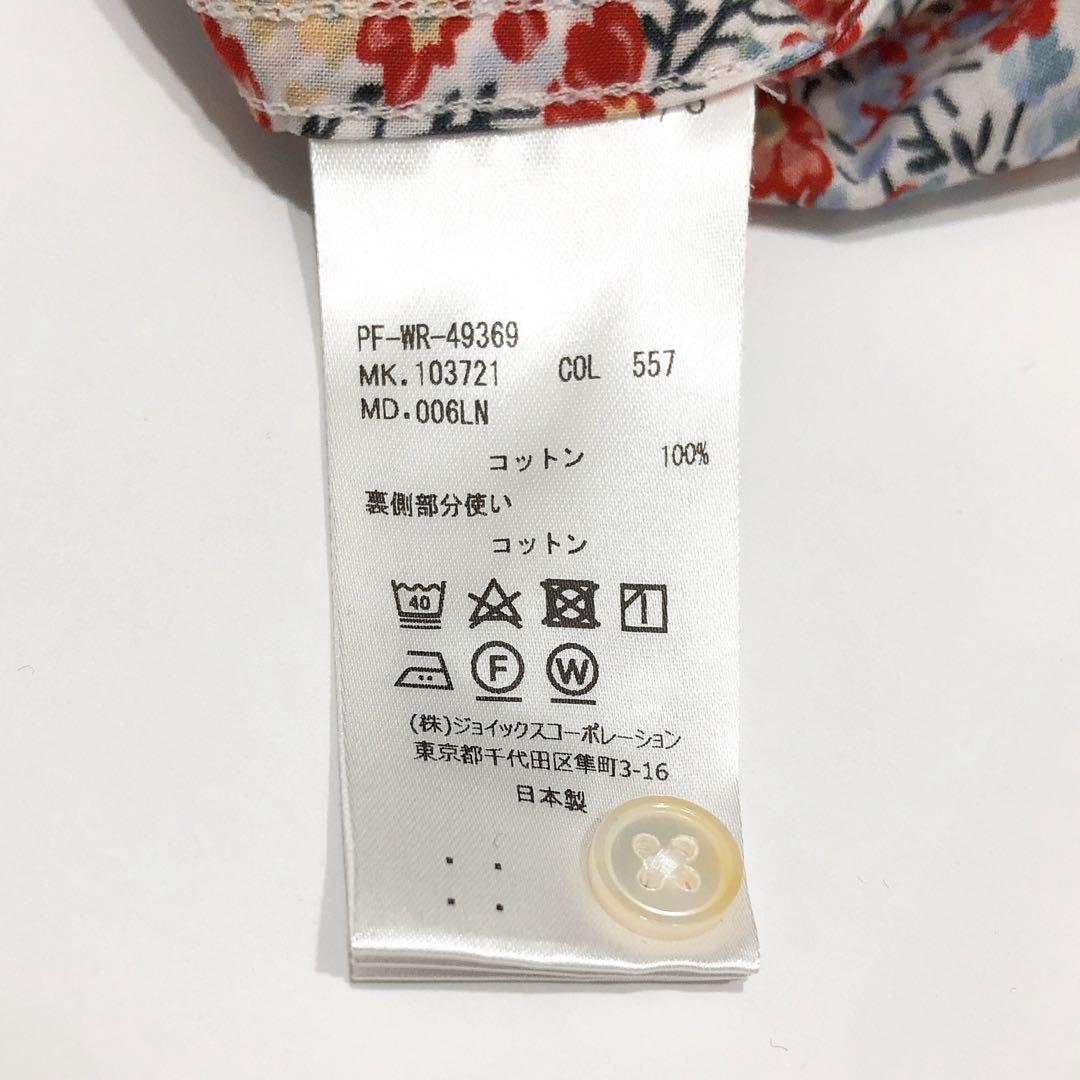 PF-WR-49369
MK.103721 COL 557
MD.006LN
コットン 100%
裏側部分使い
コットン
40
F W
(株)ジョイックスコーポレーション
東京都千代田区隼町3-16
日本製